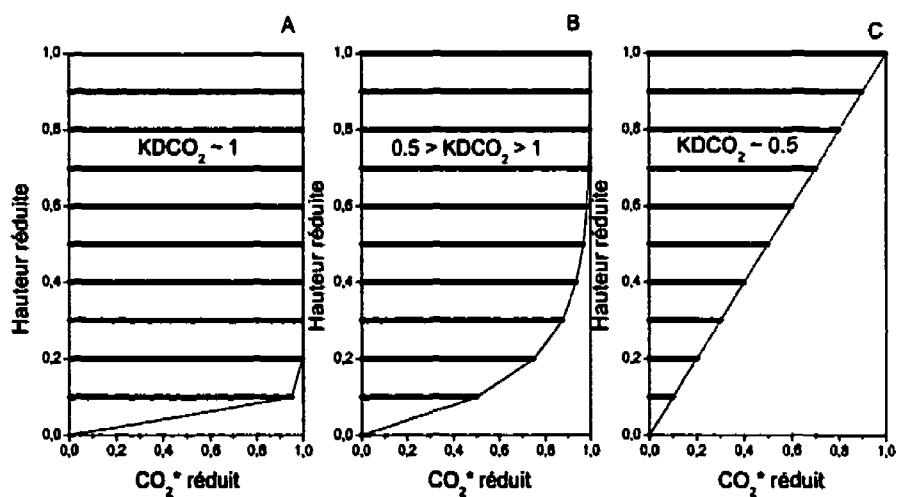 A
B
C
Hauteur réduite
1,0
0,8
0,6
0,4
0,2
0,0
KDCO₂ ~ 1
0,0 0,2 0,4 0,6 0,8 1,0
CO₂* réduit
Hauteur réduite
1,0
0,8
0,6
0,4
0,2
0,0
0.5 > KDCO₂ > 1
0,0 0,2 0,4 0,6 0,8 1,0
CO₂* réduit
Hauteur réduite
1,0
0,8
0,6
0,4
0,2
0,0
KDCO₂ ~ 0.5
0,0 0,2 0,4 0,6 0,8 1,0
CO₂* réduit